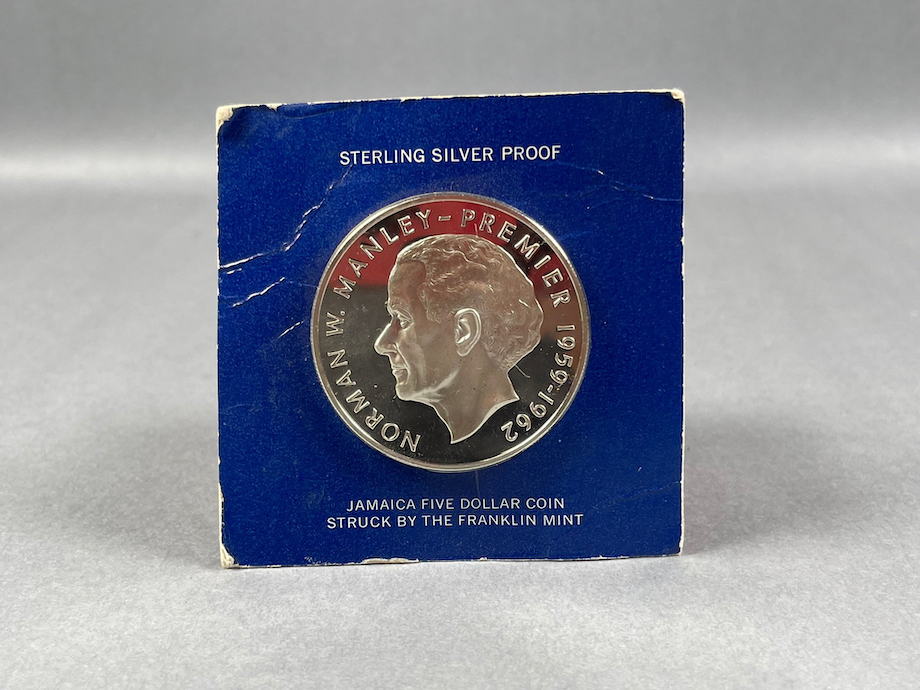 STERLING SILVER PROOF
NORMAN W. MANLEY – PREMIER 1959-1962
JAMAICA FIVE DOLLAR COIN
STRUCK BY THE FRANKLIN MINT